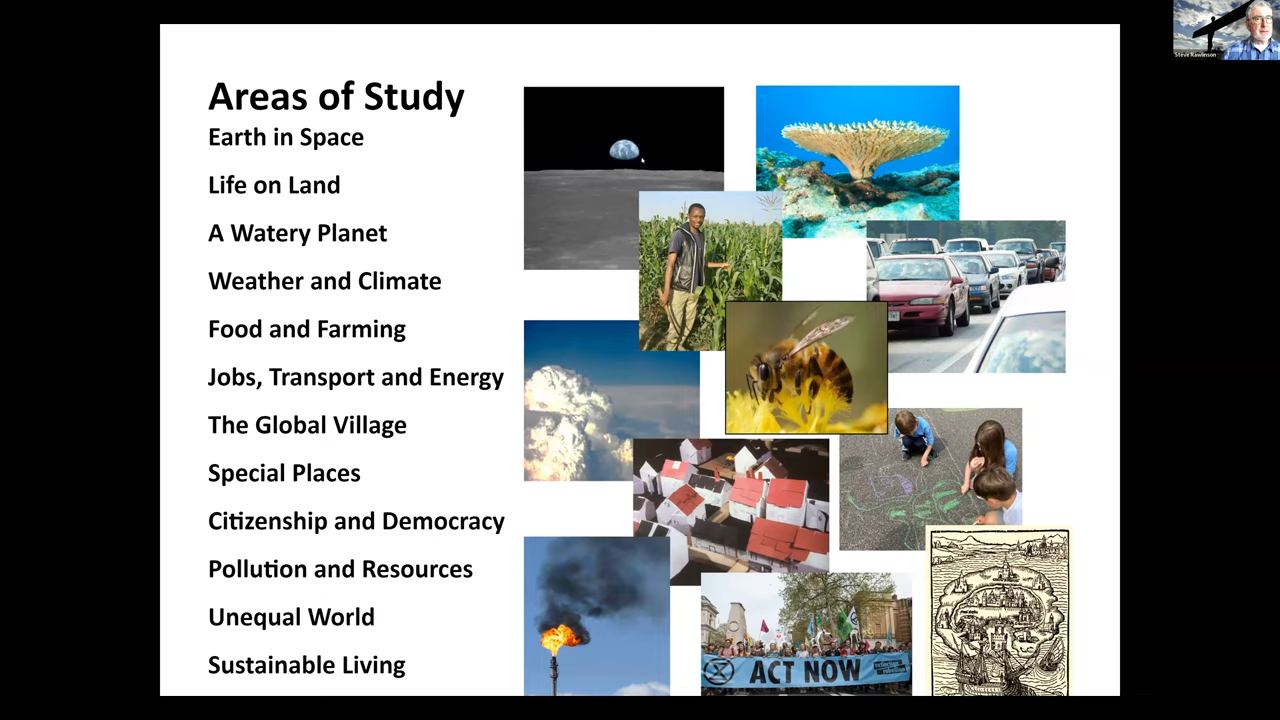 Areas of Study
Earth in Space
Life on Land
A Watery Planet
Weather and Climate
Food and Farming
Jobs, Transport and Energy
The Global Village
Special Places
Citizenship and Democracy
Pollution and Resources
Unequal World
Sustainable Living
ACT NOW
extinction
rebellion
Steve Rawlinson